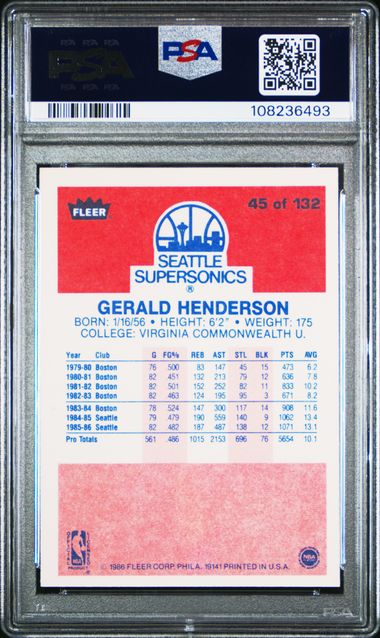 PSA
PSA
108236493
FLEER
45 of 132
SEATTLE
SUPERSONICS
®
GERALD HENDERSON
BORN: 1/16/56 • HEIGHT: 6'2" • WEIGHT: 175
COLLEGE: VIRGINIA COMMONWEALTH U.
Year Club G FG% REB AST STL BLK PTS AVG
1979-80 Boston 76 .500 83 147 45 15 473 6.2
1980-81 Boston 82 .451 132 213 79 12 636 7.8
1981-82 Boston 82 .501 152 252 82 11 833 10.2
1982-83 Boston 82 .463 124 195 95 3 671 8.2
1983-84 Boston 78 .524 147 300 117 14 908 11.6
1984-85 Seattle 79 .479 190 559 140 9 1062 13.4
1985-86 Seattle 82 .482 187 487 138 12 1071 13.1
Pro Totals 561 .486 1015 2153 696 76 5654 10.1
NBA
© 1986 FLEER CORP. PHILA. 19141 PRINTED IN U.S.A.
PSA